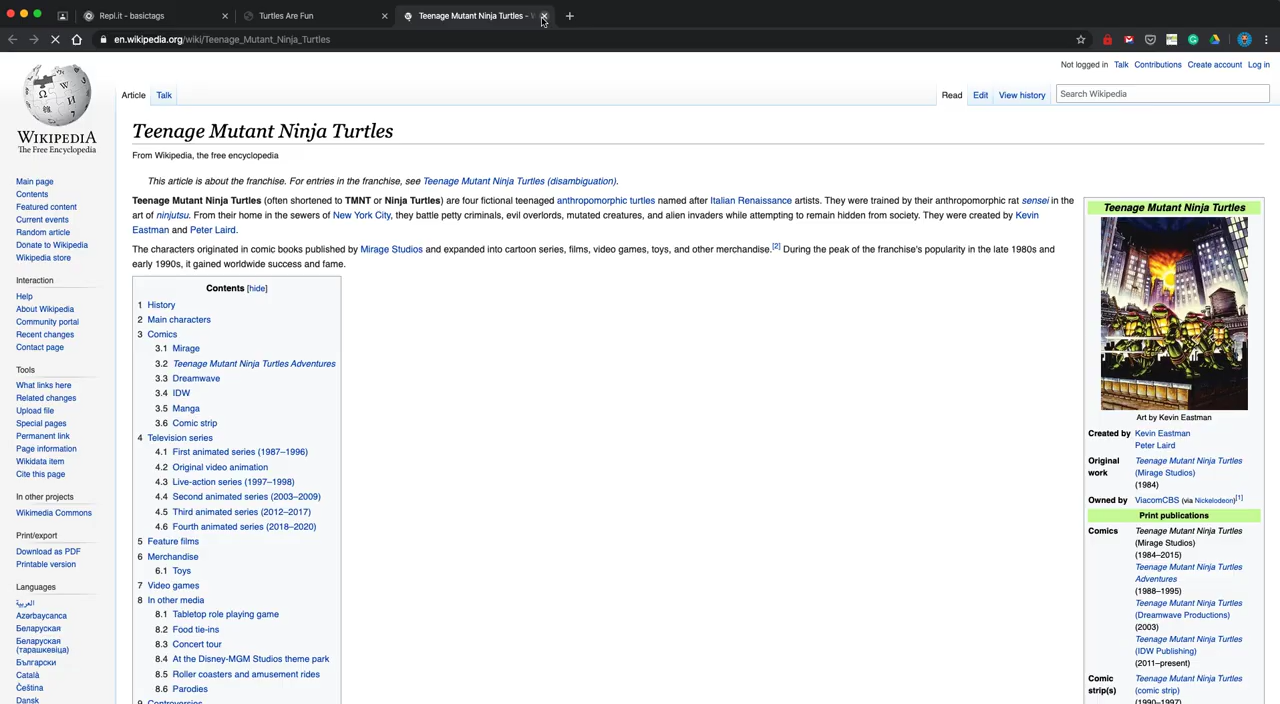 Repl.it - basictags
Turtles Are Fun
Teenage Mutant Ninja Turtles -
en.wikipedia.org/wiki/Teenage_Mutant_Ninja_Turtles
Not logged in Talk Contributions Create account Log in
Article Talk
Read Edit View history
Search Wikipedia
WIKIPEDIA
The Free Encyclopedia
Main page
Contents
Featured content
Current events
Random article
Donate to Wikipedia
Wikipedia store
Interaction
Help
About Wikipedia
Community portal
Recent changes
Contact page
Tools
What links here
Related changes
Upload file
Special pages
Permanent link
Page information
Wikidata item
Cite this page
In other projects
Wikimedia Commons
Print/export
Download as PDF
Printable version
Languages
العربية
Azərbaycanca
Беларуская
Беларуская
(тарашкевіца)
Български
Català
Čeština
Dansk
Teenage Mutant Ninja Turtles
From Wikipedia, the free encyclopedia
This article is about the franchise. For entries in the franchise, see Teenage Mutant Ninja Turtles (disambiguation).
Teenage Mutant Ninja Turtles (often shortened to TMNT or Ninja Turtles) are four fictional teenaged anthropomorphic turtles named after Italian Renaissance artists. They were trained by their anthropomorphic rat sensei in the
art of ninjutsu. From their home in the sewers of New York City, they battle petty criminals, evil overlords, mutated creatures, and alien invaders while attempting to remain hidden from society. They were created by Kevin
Eastman and Peter Laird.
The characters originated in comic books published by Mirage Studios and expanded into cartoon series, films, video games, toys, and other merchandise.[2] During the peak of the franchise's popularity in the late 1980s and
early 1990s, it gained worldwide success and fame.
Contents [hide]
1 History
2 Main characters
3 Comics
3.1 Mirage
3.2 Teenage Mutant Ninja Turtles Adventures
3.3 Dreamwave
3.4 IDW
3.5 Manga
3.6 Comic strip
4 Television series
4.1 First animated series (1987–1996)
4.2 Original video animation
4.3 Live-action series (1997–1998)
4.4 Second animated series (2003–2009)
4.5 Third animated series (2012–2017)
4.6 Fourth animated series (2018–2020)
5 Feature films
6 Merchandise
6.1 Toys
7 Video games
8 In other media
8.1 Tabletop role playing game
8.2 Food tie-ins
8.3 Concert tour
8.4 At the Disney-MGM Studios theme park
8.5 Roller coasters and amusement rides
8.6 Parodies
9 Controversies
Teenage Mutant Ninja Turtles
Art by Kevin Eastman
Created by Kevin Eastman
Peter Laird
Original Teenage Mutant Ninja Turtles
work (Mirage Studios)
(1984)
Owned by ViacomCBS (via Nickelodeon)[1]
Print publications
Comics Teenage Mutant Ninja Turtles
(Mirage Studios)
(1984–2015)
Teenage Mutant Ninja Turtles
Adventures
(1988–1995)
Teenage Mutant Ninja Turtles
(Dreamwave Productions)
(2003)
Teenage Mutant Ninja Turtles
(IDW Publishing)
(2011–present)
Comic Teenage Mutant Ninja Turtles
strip(s) (comic strip)
(1990–1997)